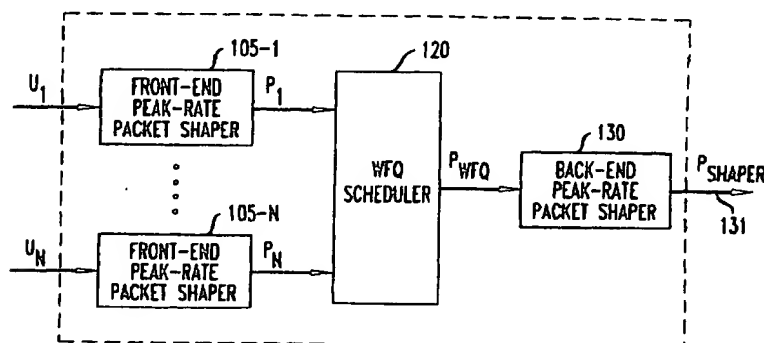 105-1
120
U1
FRONT-END
PEAK-RATE
PACKET SHAPER
P1
130
WFQ
SCHEDULER
PWFQ
BACK-END
PEAK-RATE
PACKET SHAPER
PSHAPER
131
105-N
UN
FRONT-END
PEAK-RATE
PACKET SHAPER
PN